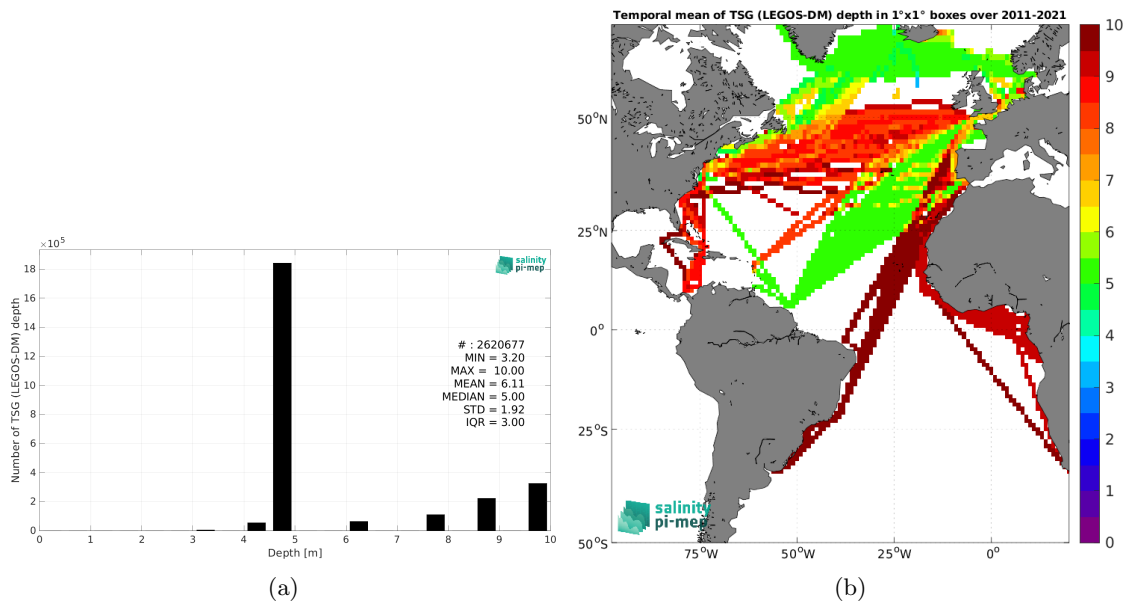 Temporal mean of TSG (LEGOS-DM) depth in 1°x1° boxes over 2011-2021
×10⁵
18
16
14
12
10
8
6
4
2
0
Number of TSG (LEGOS-DM) depth
salinity
pi-mep
# : 2620677
MIN = 3.20
MAX = 10.00
MEAN = 6.11
MEDIAN = 5.00
STD = 1.92
IQR = 3.00
0 1 2 3 4 5 6 7 8 9 10
Depth [m]
(a)
50°N
25°N
0°
25°S
50°S
75°W 50°W 25°W 0°
salinity
pi-mep
10
9
8
7
6
5
4
3
2
1
0
(b)